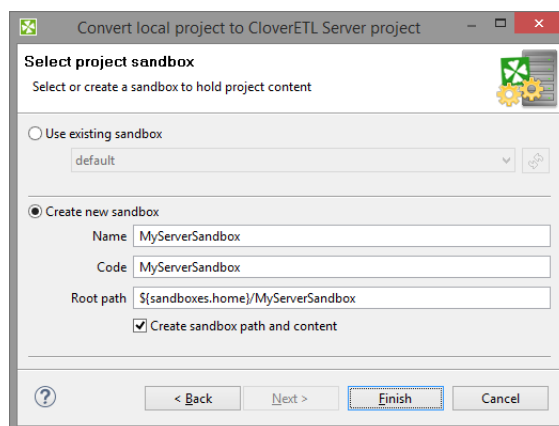 Convert local project to CloverETL Server project
Select project sandbox
Select or create a sandbox to hold project content
Use existing sandbox
default
Create new sandbox
Name MyServerSandbox
Code MyServerSandbox
Root path ${sandboxes.home}/MyServerSandbox
Create sandbox path and content
? < Back Next > Finish Cancel